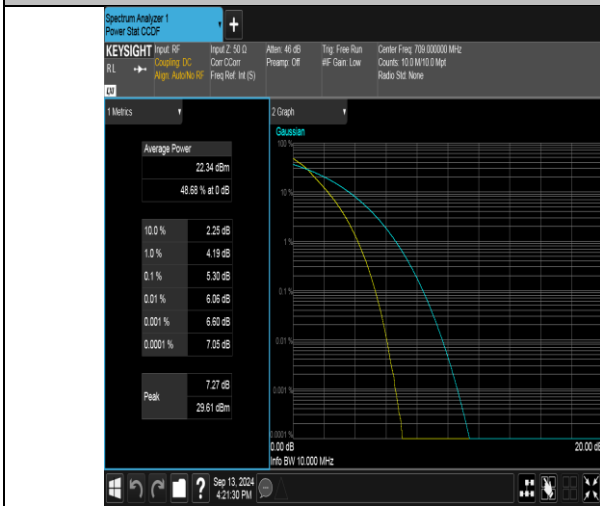 Spectrum Analyzer 1
Power Stat CCDF
+
KEYSIGHT
RL
LXI
Input: RF
Coupling: DC
Align: Auto/No RF
Input Z: 50 Ω
Corr CCorr
Freq Ref: Int (S)
Atten: 46 dB
Preamp: Off
Trig: Free Run
#IF Gain: Low
Center Freq: 709.000000 MHz
Counts: 10.0 M/10.0 Mpt
Radio Std: None
1 Metrics
Average Power
22.34 dBm
48.68 % at 0 dB
10.0 % 2.25 dB
1.0 % 4.19 dB
0.1 % 5.30 dB
0.01 % 6.06 dB
0.001 % 6.60 dB
0.0001 % 7.05 dB
Peak
7.27 dB
29.61 dBm
2 Graph
Gaussian
100 %
10 %
1 %
0.1 %
0.01 %
0.001 %
0.0001 %
0.00 dB
20.00 dB
Info BW 10.000 MHz
?
Sep 13, 2024
4:21:30 PM